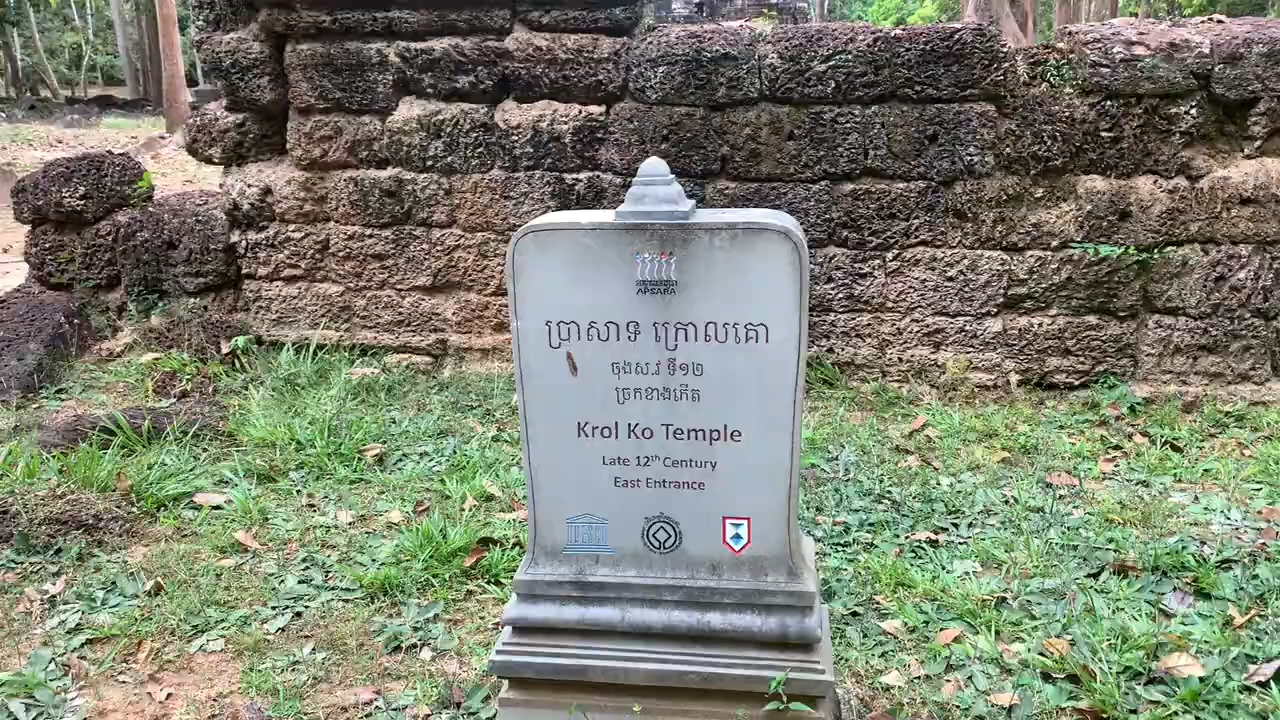 APSARA
ប្រាសាទ ក្រោលគោ
ចុងស.វ ទី១២
ច្រកខាងកើត
Krol Ko Temple
Late 12th Century
East Entrance
UNESCO